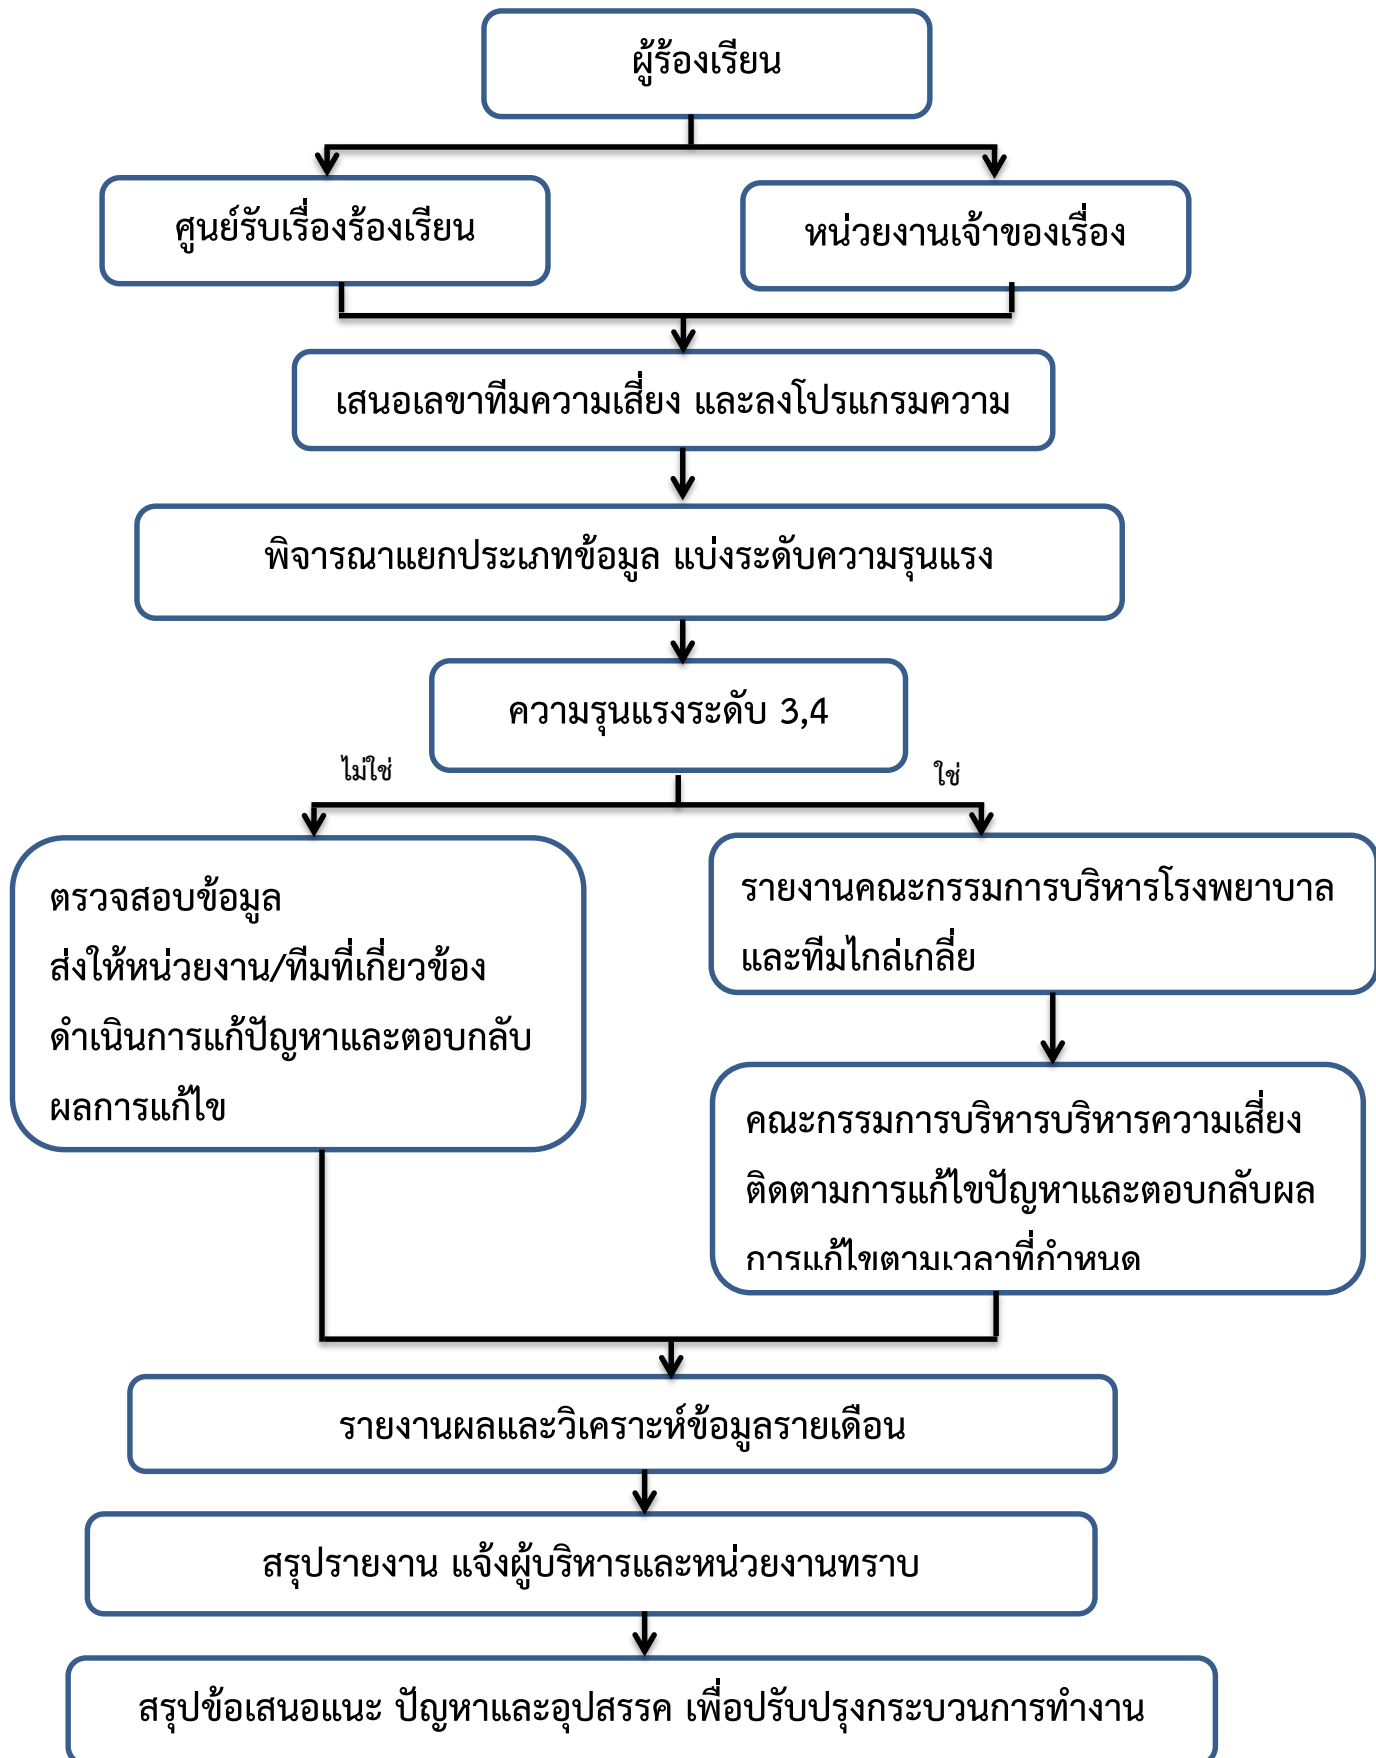 ผู้ร้องเรียน
ศูนย์รับเรื่องร้องเรียน
หน่วยงานเจ้าของเรื่อง
เสนอเลขาทีมความเสี่ยง และลงโปรแกรมความ
พิจารณาแยกประเภทข้อมูล แบ่งระดับความรุนแรง
ความรุนแรงระดับ 3,4
ไม่ใช่
ใช่
ตรวจสอบข้อมูล
ส่งให้หน่วยงาน/ทีมที่เกี่ยวข้อง
ดำเนินการแก้ปัญหาและตอบกลับ
ผลการแก้ไข
รายงานคณะกรรมการบริหารโรงพยาบาล
และทีมไกล่เกลี่ย
คณะกรรมการบริหารบริหารความเสี่ยง
ติดตามการแก้ไขปัญหาและตอบกลับผล
การแก้ไขตามเวลาที่กำหนด
รายงานผลและวิเคราะห์ข้อมูลรายเดือน
สรุปรายงาน แจ้งผู้บริหารและหน่วยงานทราบ
สรุปข้อเสนอแนะ ปัญหาและอุปสรรค เพื่อปรับปรุงกระบวนการทำงาน